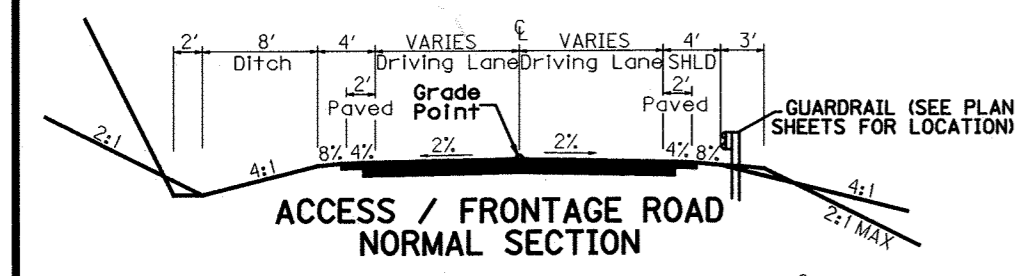 ℄
2' 8' 4' VARIES VARIES 4' 3'
Ditch Driving Lane Driving Lane SHLD
2' Grade 2'
Paved Point Paved
GUARDRAIL (SEE PLAN
SHEETS FOR LOCATION)
2:1 4:1 8% 4% 2% 2% 4% 8% 4:1
2:1 MAX
ACCESS / FRONTAGE ROAD
NORMAL SECTION